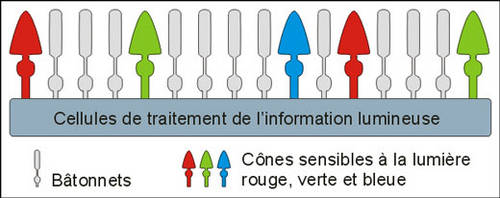 Cellules de traitement de l'information lumineuse
Bâtonnets
Cônes sensibles à la lumière
rouge, verte et bleue